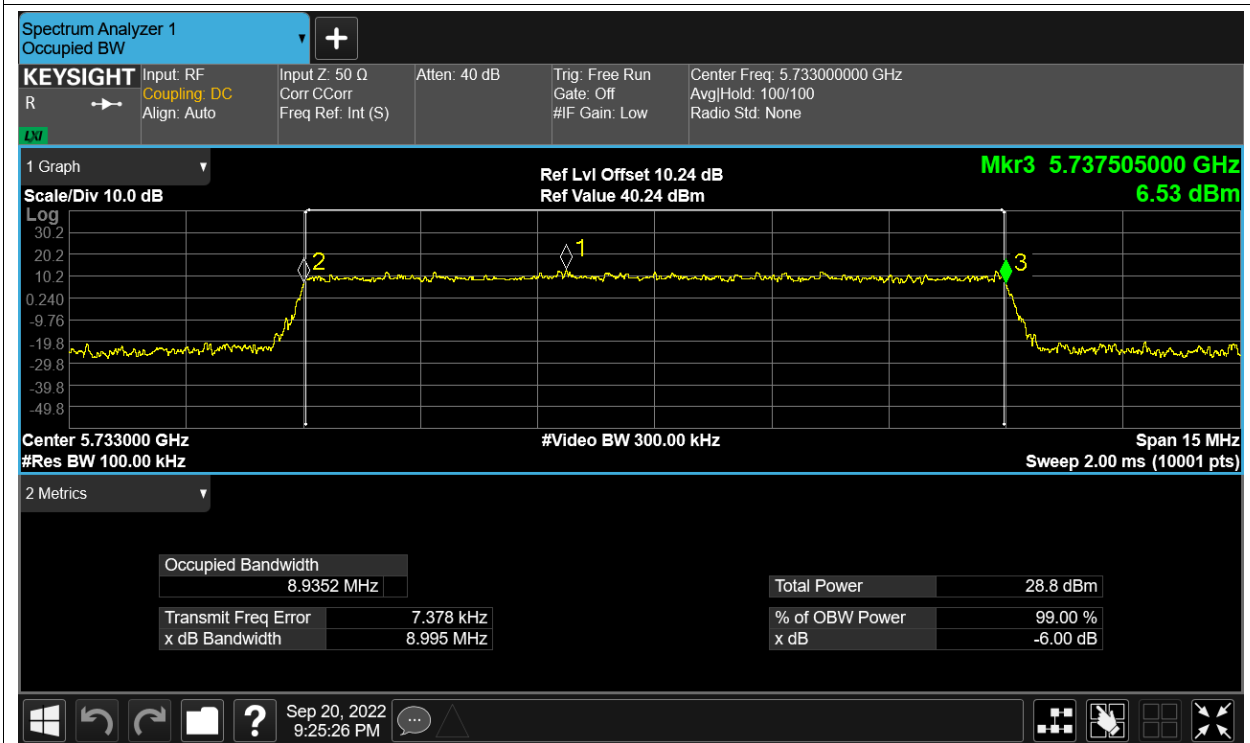 Spectrum Analyzer 1
Occupied BW
KEYSIGHT
R
LXI
Input: RF
Coupling: DC
Align: Auto
Input Z: 50 Ω
Corr CCorr
Freq Ref: Int (S)
Atten: 40 dB
Trig: Free Run
Gate: Off
#IF Gain: Low
Center Freq: 5.733000000 GHz
Avg|Hold: 100/100
Radio Std: None
1 Graph
Scale/Div 10.0 dB
Ref Lvl Offset 10.24 dB
Ref Value 40.24 dBm
Mkr3 5.737505000 GHz
6.53 dBm
Log
30.2
20.2
10.2
0.240
-9.76
-19.8
-29.8
-39.8
-49.8
2
1
3
Center 5.733000 GHz
#Video BW 300.00 kHz
Span 15 MHz
#Res BW 100.00 kHz
Sweep 2.00 ms (10001 pts)
2 Metrics
Occupied Bandwidth
8.9352 MHz
Transmit Freq Error 7.378 kHz
x dB Bandwidth 8.995 MHz
Total Power 28.8 dBm
% of OBW Power 99.00 %
x dB -6.00 dB
?
Sep 20, 2022
9:25:26 PM